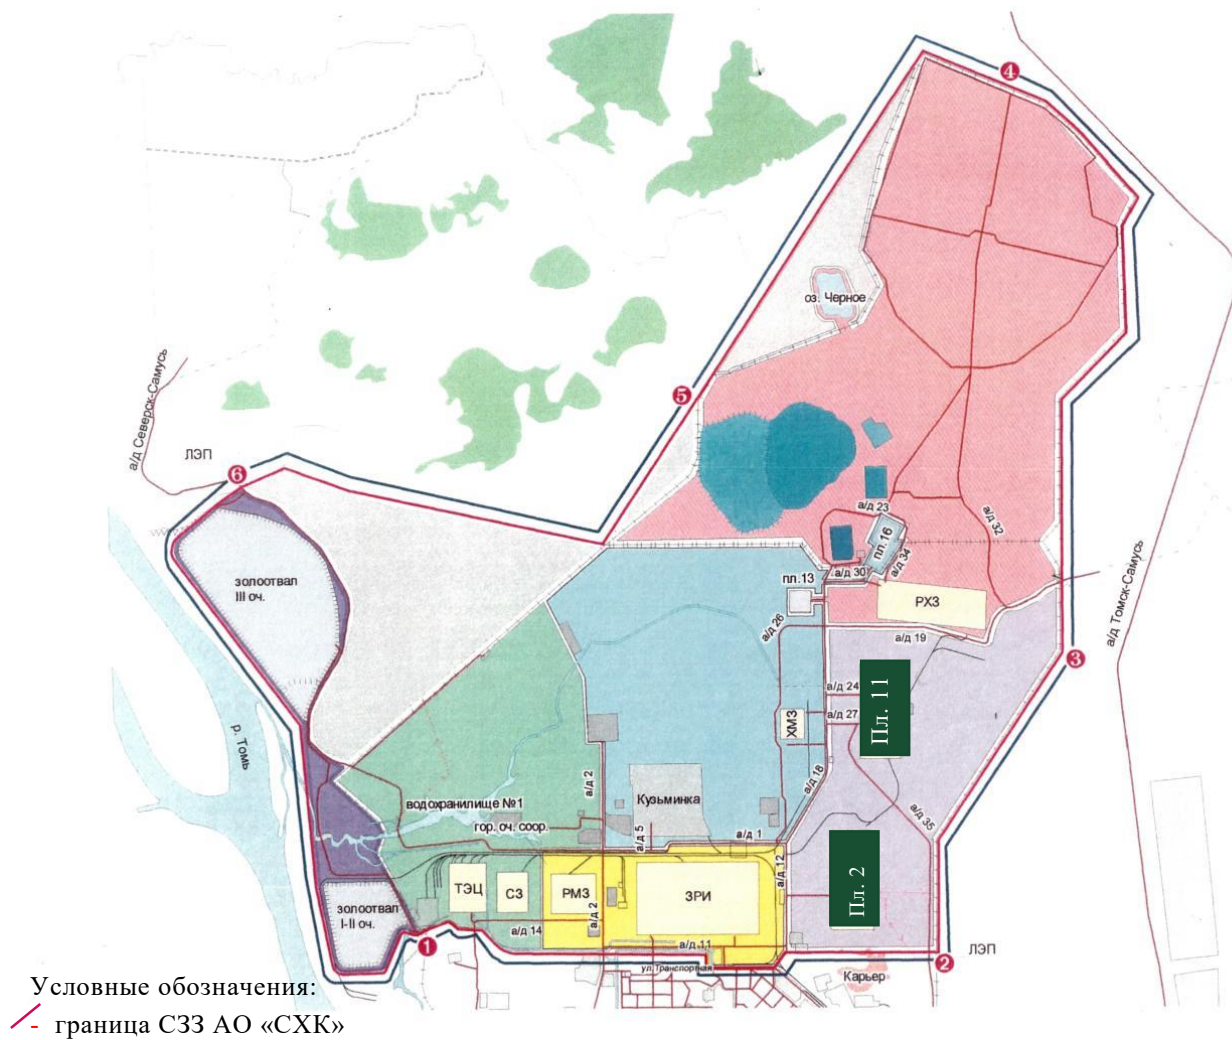 4
оз. Черное
а/д Северск-Самусь
5
ЛЭП
6
а/д 23
а/д 32
пл. 16
а/д 34
золоотвал
III оч.
пл.13
а/д 30
РХЗ
а/д 26
а/д 19
а/д Томск-Самусь
3
а/д 24
Пл. 11
ХМЗ
а/д 27
р. Томь
а/д 2
а/д 18
Кузьминка
водохранилище №1
гор. оч. соор.
а/д 5
а/д 1
а/д 35
а/д 12
ТЭЦ
СЗ
РМЗ
ЗРИ
Пл. 2
золоотвал
I-II оч.
а/д 2
а/д 14
1
а/д 11
2
ЛЭП
ул.Транспортная
Карьер
Условные обозначения:
- граница СЗЗ АО «СХК»